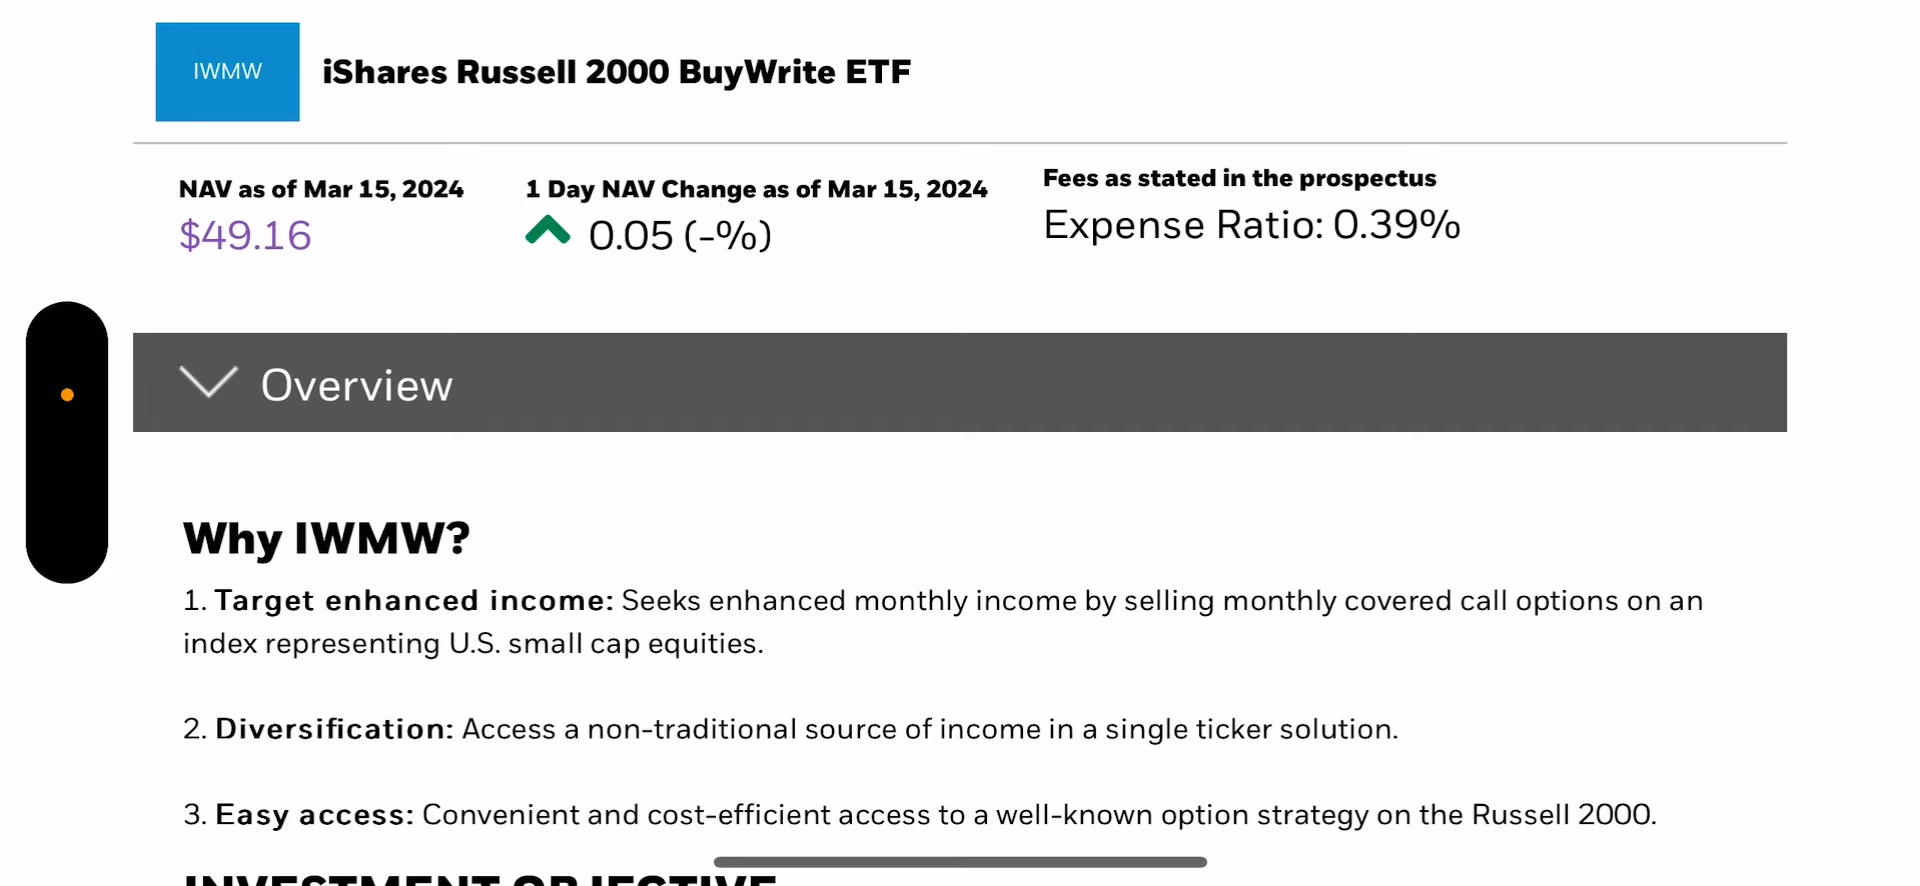 IWMW
iShares Russell 2000 BuyWrite ETF
NAV as of Mar 15, 2024
$49.16
1 Day NAV Change as of Mar 15, 2024
0.05 (-%)
Fees as stated in the prospectus
Expense Ratio: 0.39%
Overview
Why IWMW?
1. Target enhanced income: Seeks enhanced monthly income by selling monthly covered call options on an
index representing U.S. small cap equities.
2. Diversification: Access a non-traditional source of income in a single ticker solution.
3. Easy access: Convenient and cost-efficient access to a well-known option strategy on the Russell 2000.
INVESTMENT OBJECTIVE